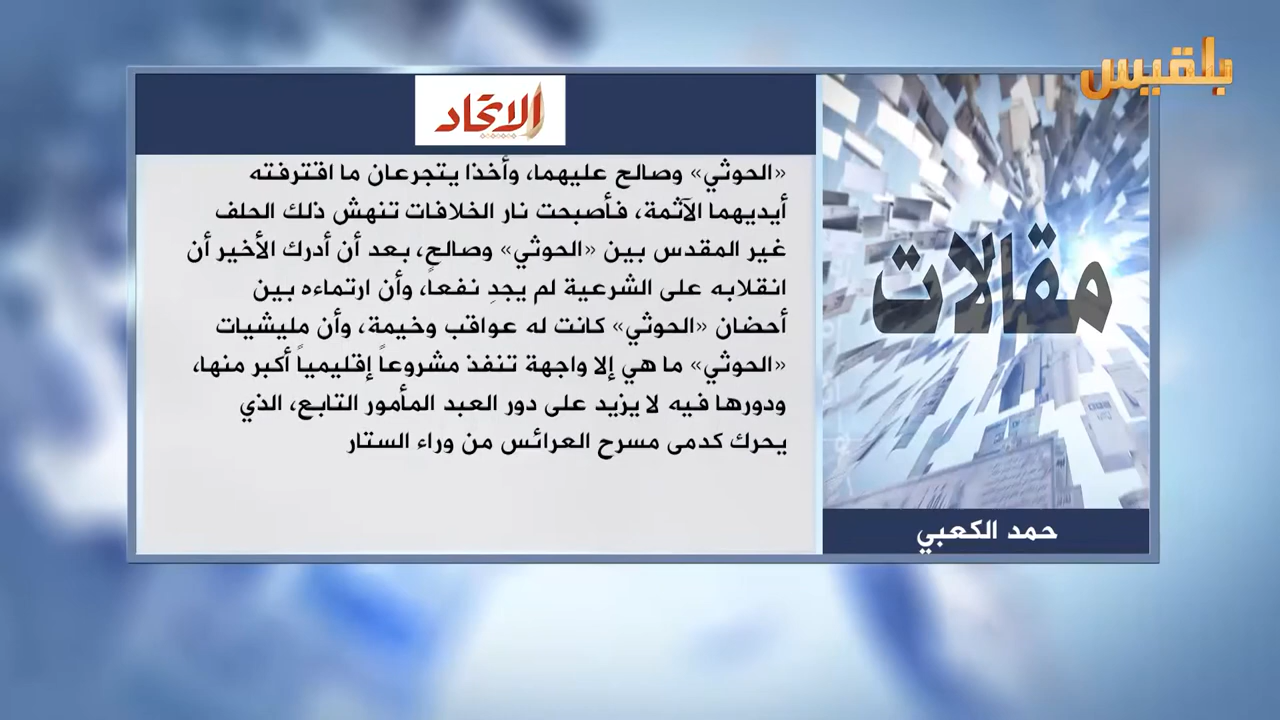 بلقيس
الاتحاد
«الحوثي» وصالح عليهما، وأخذا يتجرعان ما اقترفته
أيديهما الآثمة، فأصبحت نار الخلافات تنهش ذلك الحلف
غير المقدس بين «الحوثي» وصالحٍ، بعد أن أدرك الأخير أن
انقلابه على الشرعية لم يجدِ نفعاً، وأن ارتماءه بين
أحضان «الحوثي» كانت له عواقب وخيمة، وأن مليشيات
«الحوثي» ما هي إلا واجهة تنفذ مشروعاً إقليمياً أكبر منها،
ودورها فيه لا يزيد على دور العبد المأمور التابع، الذي
يحرك كدمى مسرح العرائس من وراء الستار
مقالات
حمد الكعبي